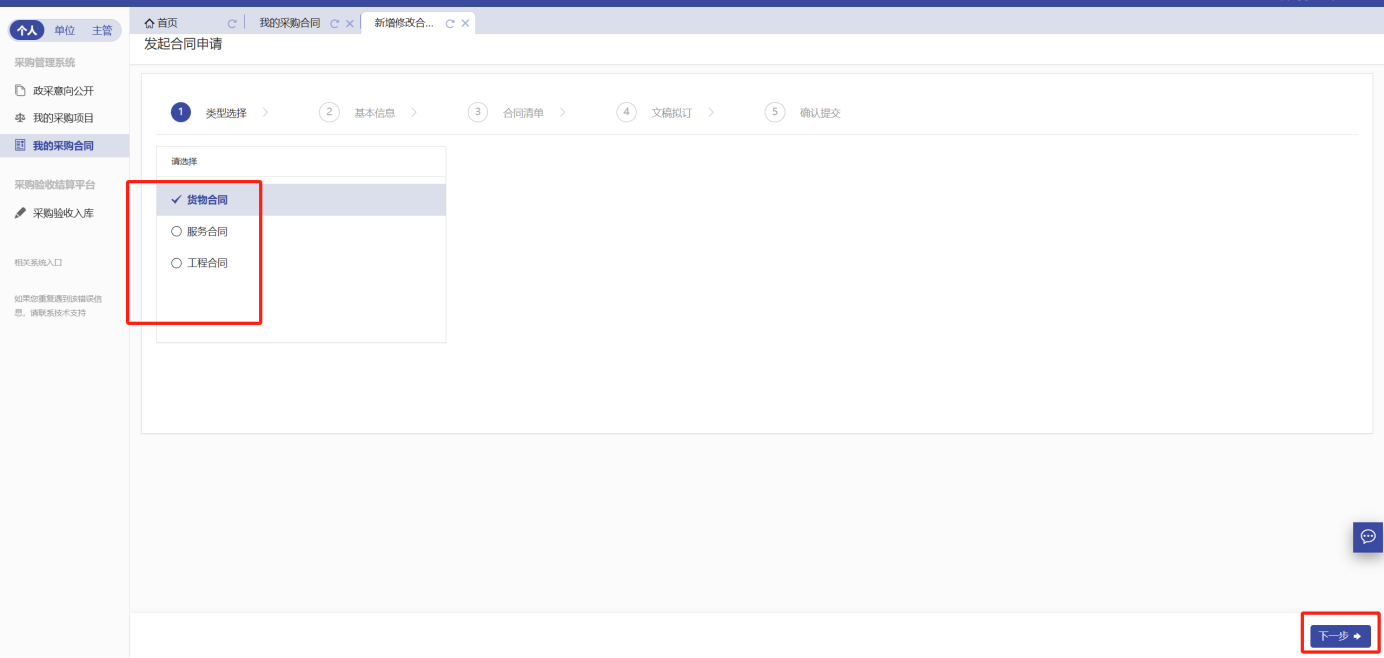 个人 单位 主管
首页 我的采购合同 新增修改合...
发起合同申请
采购管理系统
政采意向公开
我的采购项目
我的采购合同
采购验收结算平台
采购验收入库
相关系统入口
如果您重复遇到该错误信
息，请联系技术支持
1 类型选择 2 基本信息 3 合同清单 4 文稿拟订 5 确认提交
请选择
货物合同
服务合同
工程合同
下一步